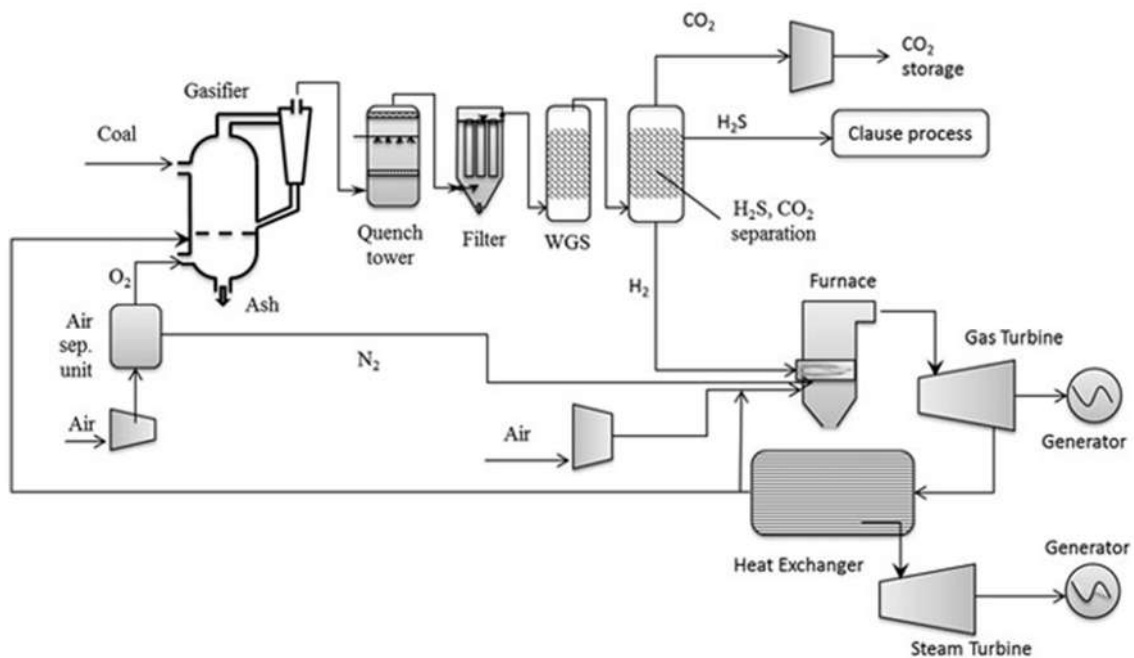 CO₂
CO₂
storage
Gasifier
Coal
H₂S
Clause process
Quench
tower
Filter
WGS
H₂S, CO₂
separation
O₂
Ash
H₂
Furnace
Air
sep.
unit
N₂
Gas Turbine
Air
Air
Generator
Heat Exchanger
Generator
Steam Turbine